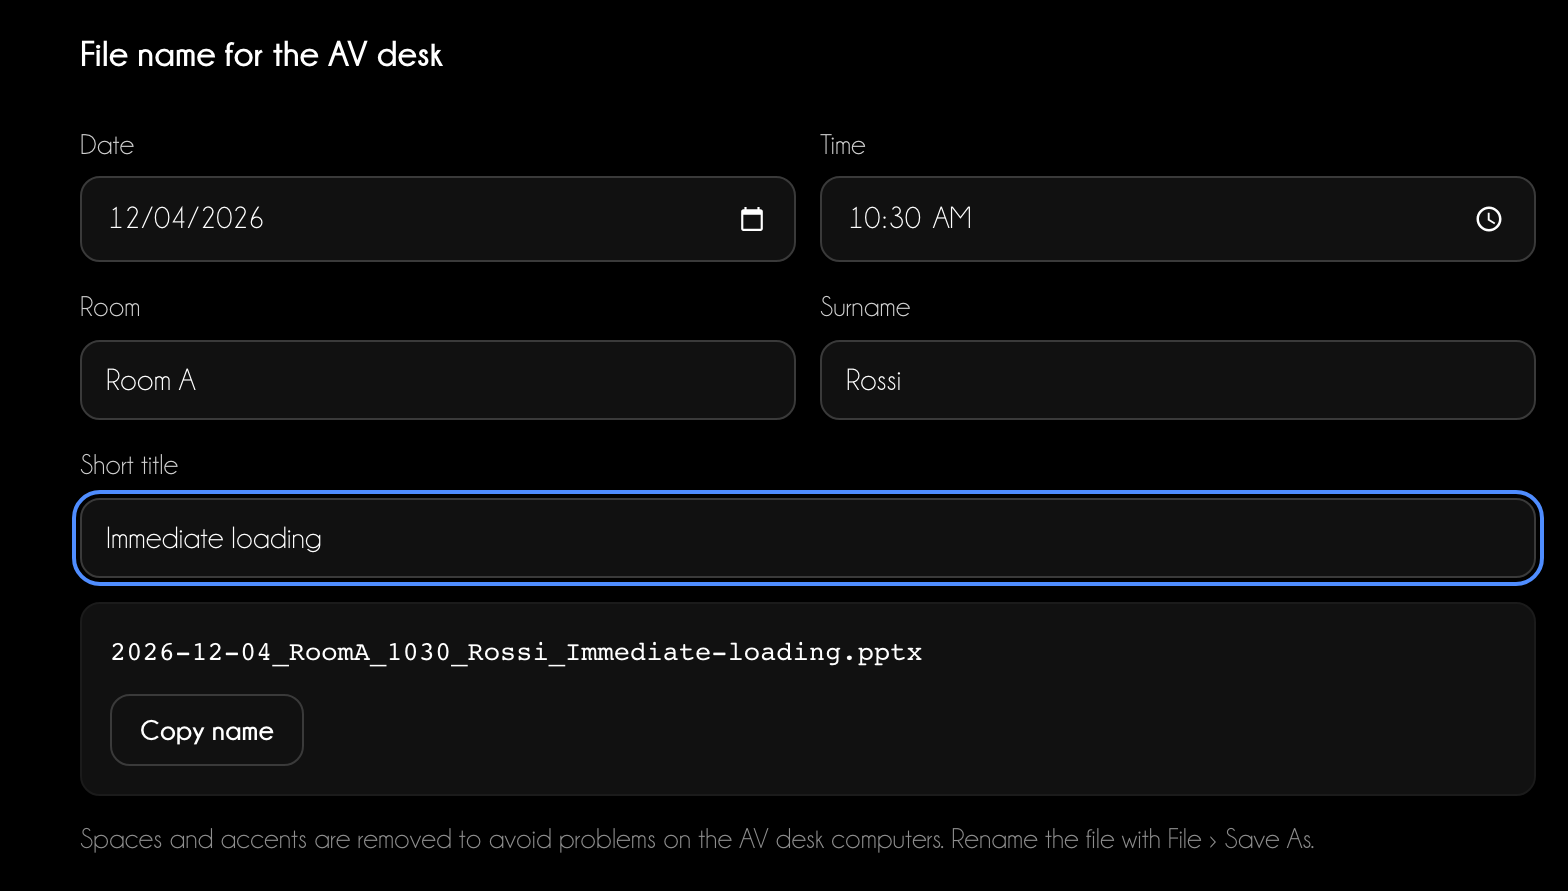 File name for the AV desk
Date
Time
12/04/2026
10:30 AM
Room
Surname
Room A
Rossi
Short title
Immediate loading
2026-12-04_RoomA_1030_Rossi_Immediate-loading.pptx
Copy name
Spaces and accents are removed to avoid problems on the AV desk computers. Rename the file with File › Save As.